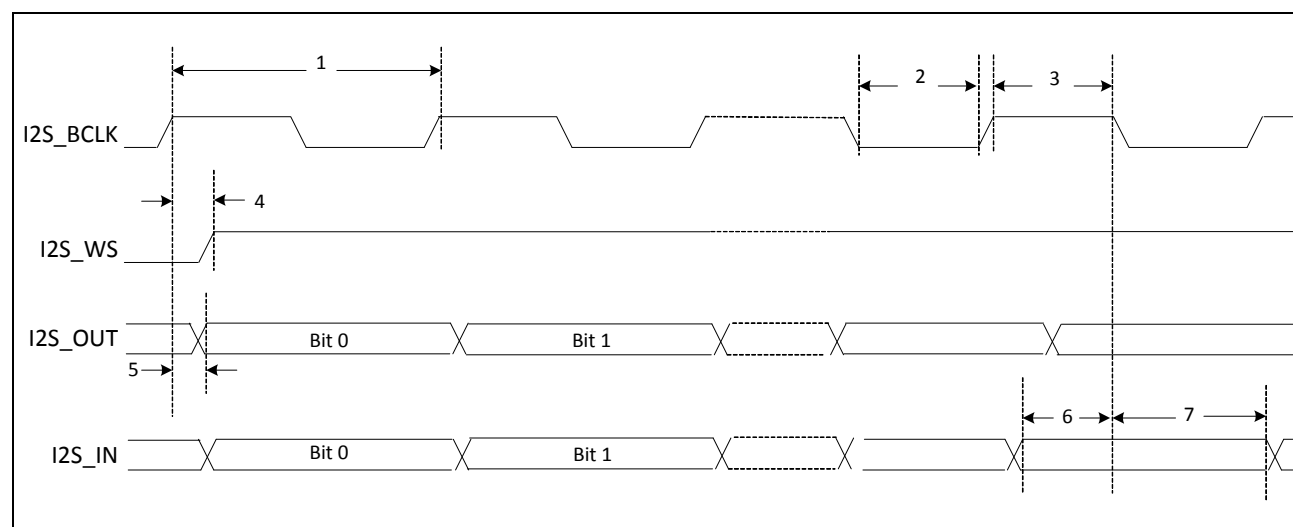 1
2
3
I2S_BCLK
4
I2S_WS
I2S_OUT
Bit 0
Bit 1
5
6
7
I2S_IN
Bit 0
Bit 1